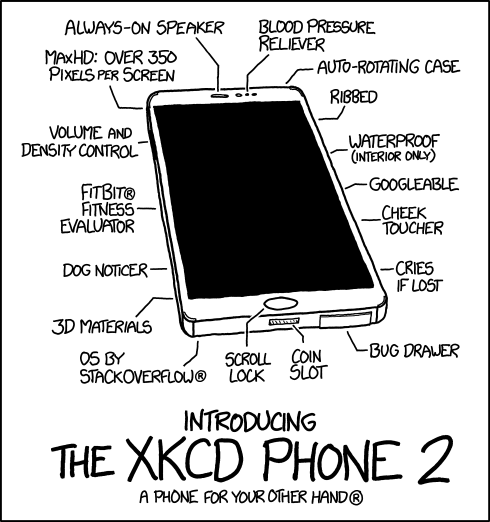 ALWAYS-ON SPEAKER
BLOOD PRESSURE
RELIEVER
MAXHD: OVER 350
PIXELS PER SCREEN
AUTO-ROTATING CASE
RIBBED
VOLUME AND
DENSITY CONTROL
WATERPROOF
(INTERIOR ONLY)
GOOGLEABLE
FITBIT®
FITNESS
EVALUATOR
CHEEK
TOUCHER
DOG NOTICER
CRIES
IF LOST
3D MATERIALS
OS BY
STACKOVERFLOW®
SCROLL
LOCK
COIN
SLOT
BUG DRAWER
INTRODUCING
THE XKCD PHONE 2
A PHONE FOR YOUR OTHER HAND®